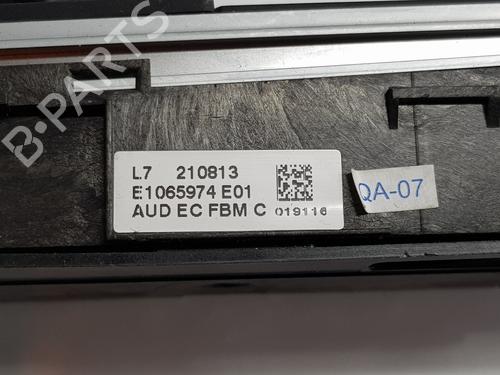 B-PARTS
L7 210813
E1065974 E01
AUD EC FBM C 019116
QA-07